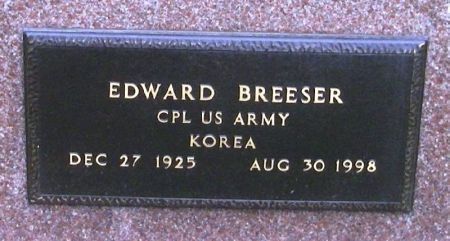 EDWARD BREESER
CPL US ARMY
KOREA
DEC 27 1925 AUG 30 1998